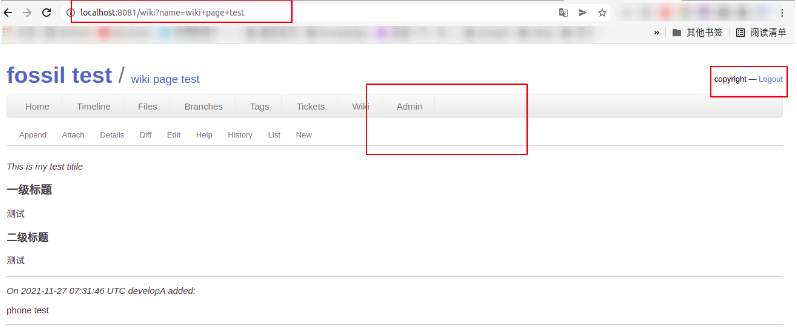 localhost:8081/wiki?name=wiki+page+test
» 其他书签 阅读清单
fossil test / wiki page test
copyright — Logout
Home Timeline Files Branches Tags Tickets Wiki Admin
Append Attach Details Diff Edit Help History List New
This is my test titile
一级标题
测试
二级标题
测试
On 2021-11-27 07:31:46 UTC developA added:
phone test